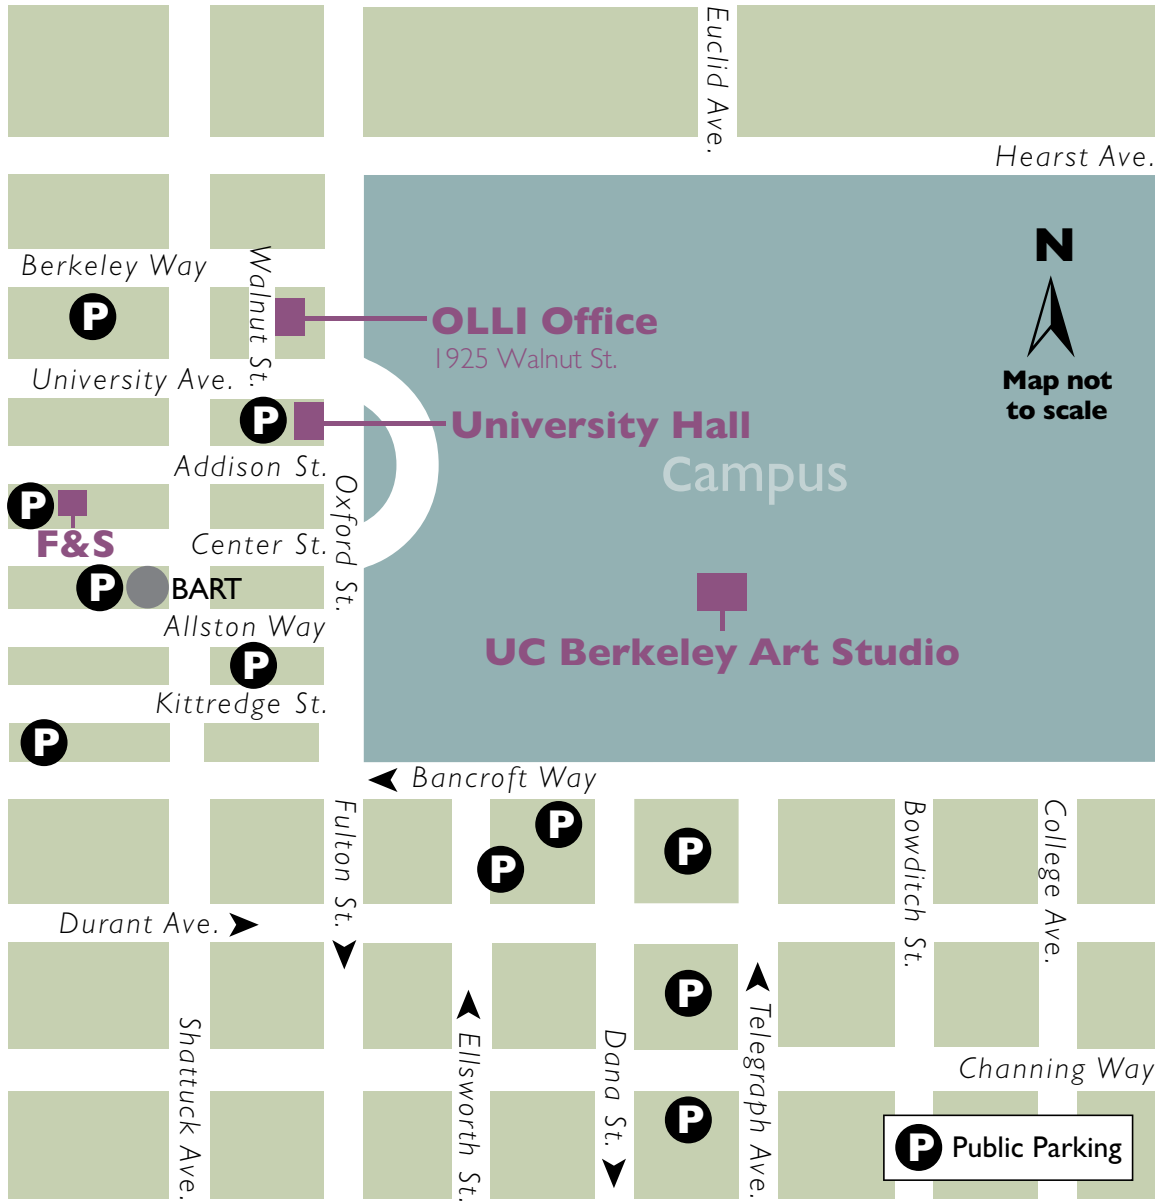 Euclid Ave.
Hearst Ave.
N
Map not
to scale
Berkeley Way
Walnut St.
P
OLLI Office
1925 Walnut St.
University Ave.
P
University Hall
Campus
Addison St.
Oxford St.
P
F&S
Center St.
P
BART
Allston Way
UC Berkeley Art Studio
P
Kittredge St.
P
Bancroft Way
Fulton St.
P
P
P
Bowditch St.
College Ave.
Durant Ave.
P
Shattuck Ave.
Ellsworth St.
Dana St.
Telegraph Ave.
Channing Way
P
P Public Parking